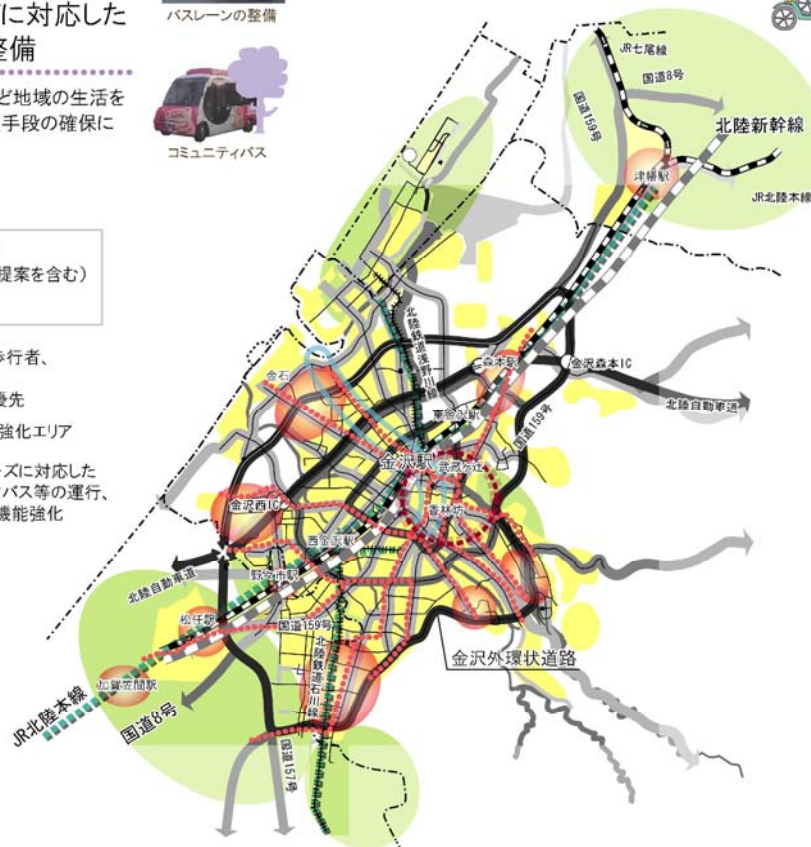 に対応した
整備
ど地域の生活を
手段の確保に
バスレーンの整備
コミュニティバス
提案を含む）
歩行者、
優先
強化エリア
ーズに対応した
バス等の運行、
機能強化
JR七尾線
国道8号
国道159号
北陸新幹線
津幡駅
JR北陸本線
北陸鉄道浅野川線
森本駅
金沢森本IC
金石
東金沢駅
国道159号
北陸自動車道
金沢駅
武蔵ケ辻
金沢西IC
香林坊
西金沢駅
北陸自動車道
野々市駅
松任駅
国道159号
北陸鉄道石川線
金沢外環状道路
加賀笠間駅
JR北陸本線
国道8号
国道157号